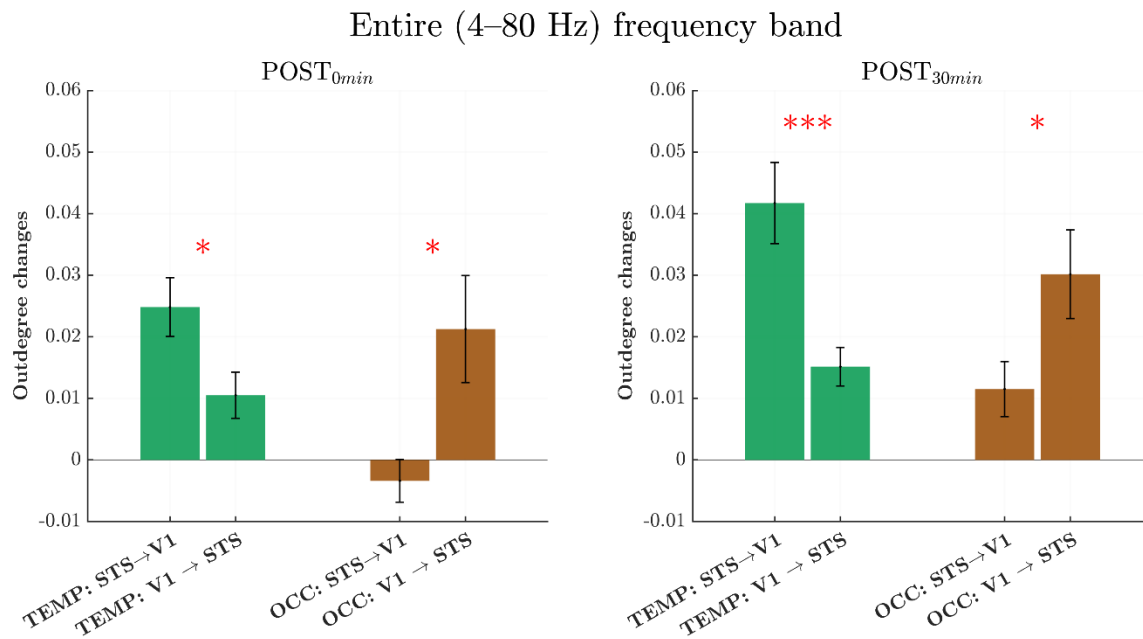 Entire (4–80 Hz) frequency band
POST0min
0.06
0.05
0.04
0.03
0.02
0.01
0
-0.01
Outdegree changes
*
*
TEMP: STS→V1
TEMP: V1 → STS
OCC: STS→V1
OCC: V1 → STS
POST30min
0.06
0.05
0.04
0.03
0.02
0.01
0
-0.01
Outdegree changes
***
*
TEMP: STS→V1
TEMP: V1 → STS
OCC: STS→V1
OCC: V1 → STS